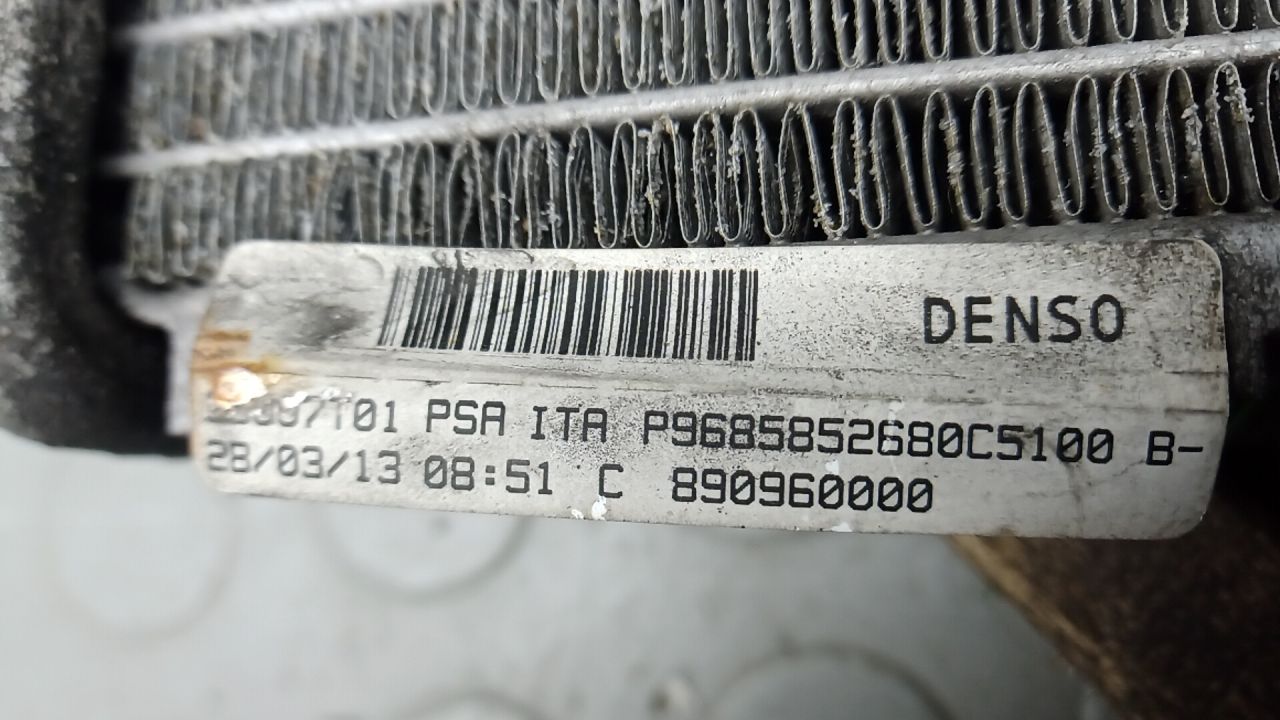 DENSO
PSA ITA P9685852680C5100 B-
28/03/13 08:51 C 890960000